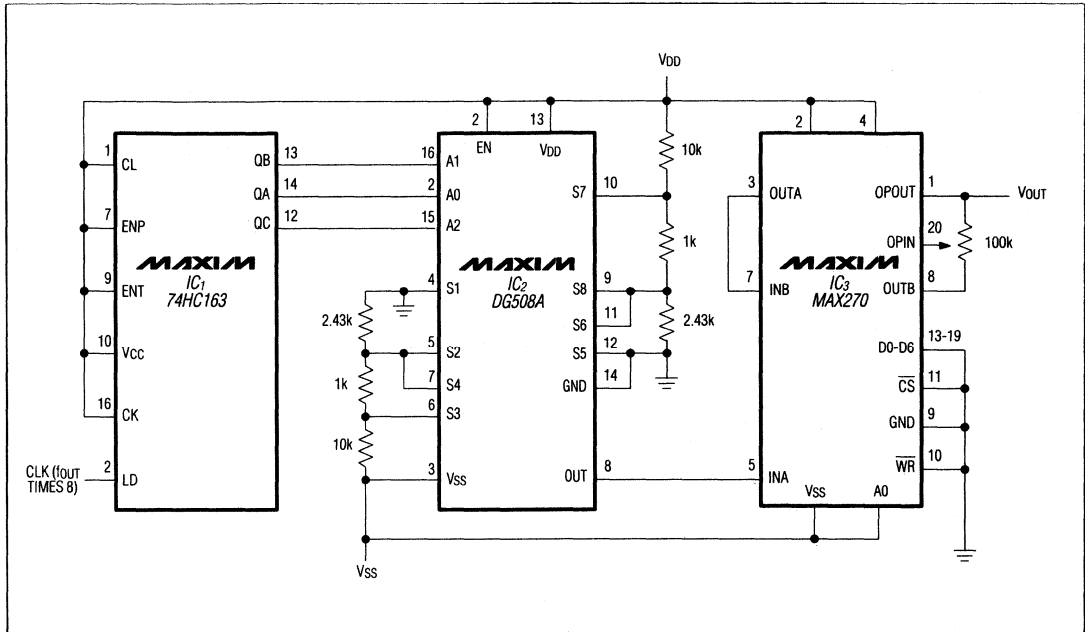 VDD
1 CL
7 ENP
9 ENT
10 VCC
16 CK
2 LD
CLK (fOUT
TIMES 8)
QB 13
QA 14
QC 12
MAXIM
IC1
74HC163
2 EN
13 VDD
16 A1
2 A0
15 A2
4 S1
5 S2
7 S4
6 S3
3 VSS
S7 10
S8 9
S6 11
S5 12
GND 14
OUT 8
MAXIM
IC2
DG508A
2.43k
1k
10k
VSS
10k
1k
2.43k
2
4
3 OUTA
7 INB
5 INA
VSS
A0
OPOUT 1
OPIN 20
OUTB 8
D0-D6 13-19
CS 11
GND 9
WR 10
MAXIM
IC3
MAX270
VOUT
100k